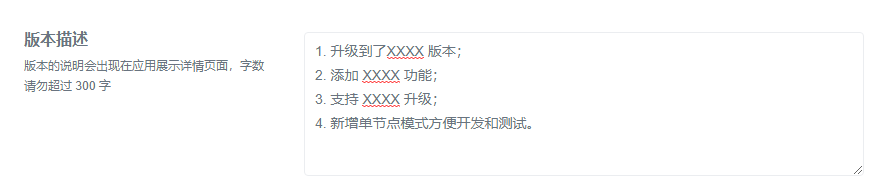 版本描述
版本的说明会出现在应用展示详情页面，字数
请勿超过 300 字
1. 升级到了XXXX 版本；
2. 添加 XXXX 功能；
3. 支持 XXXX 升级；
4. 新增单节点模式方便开发和测试。